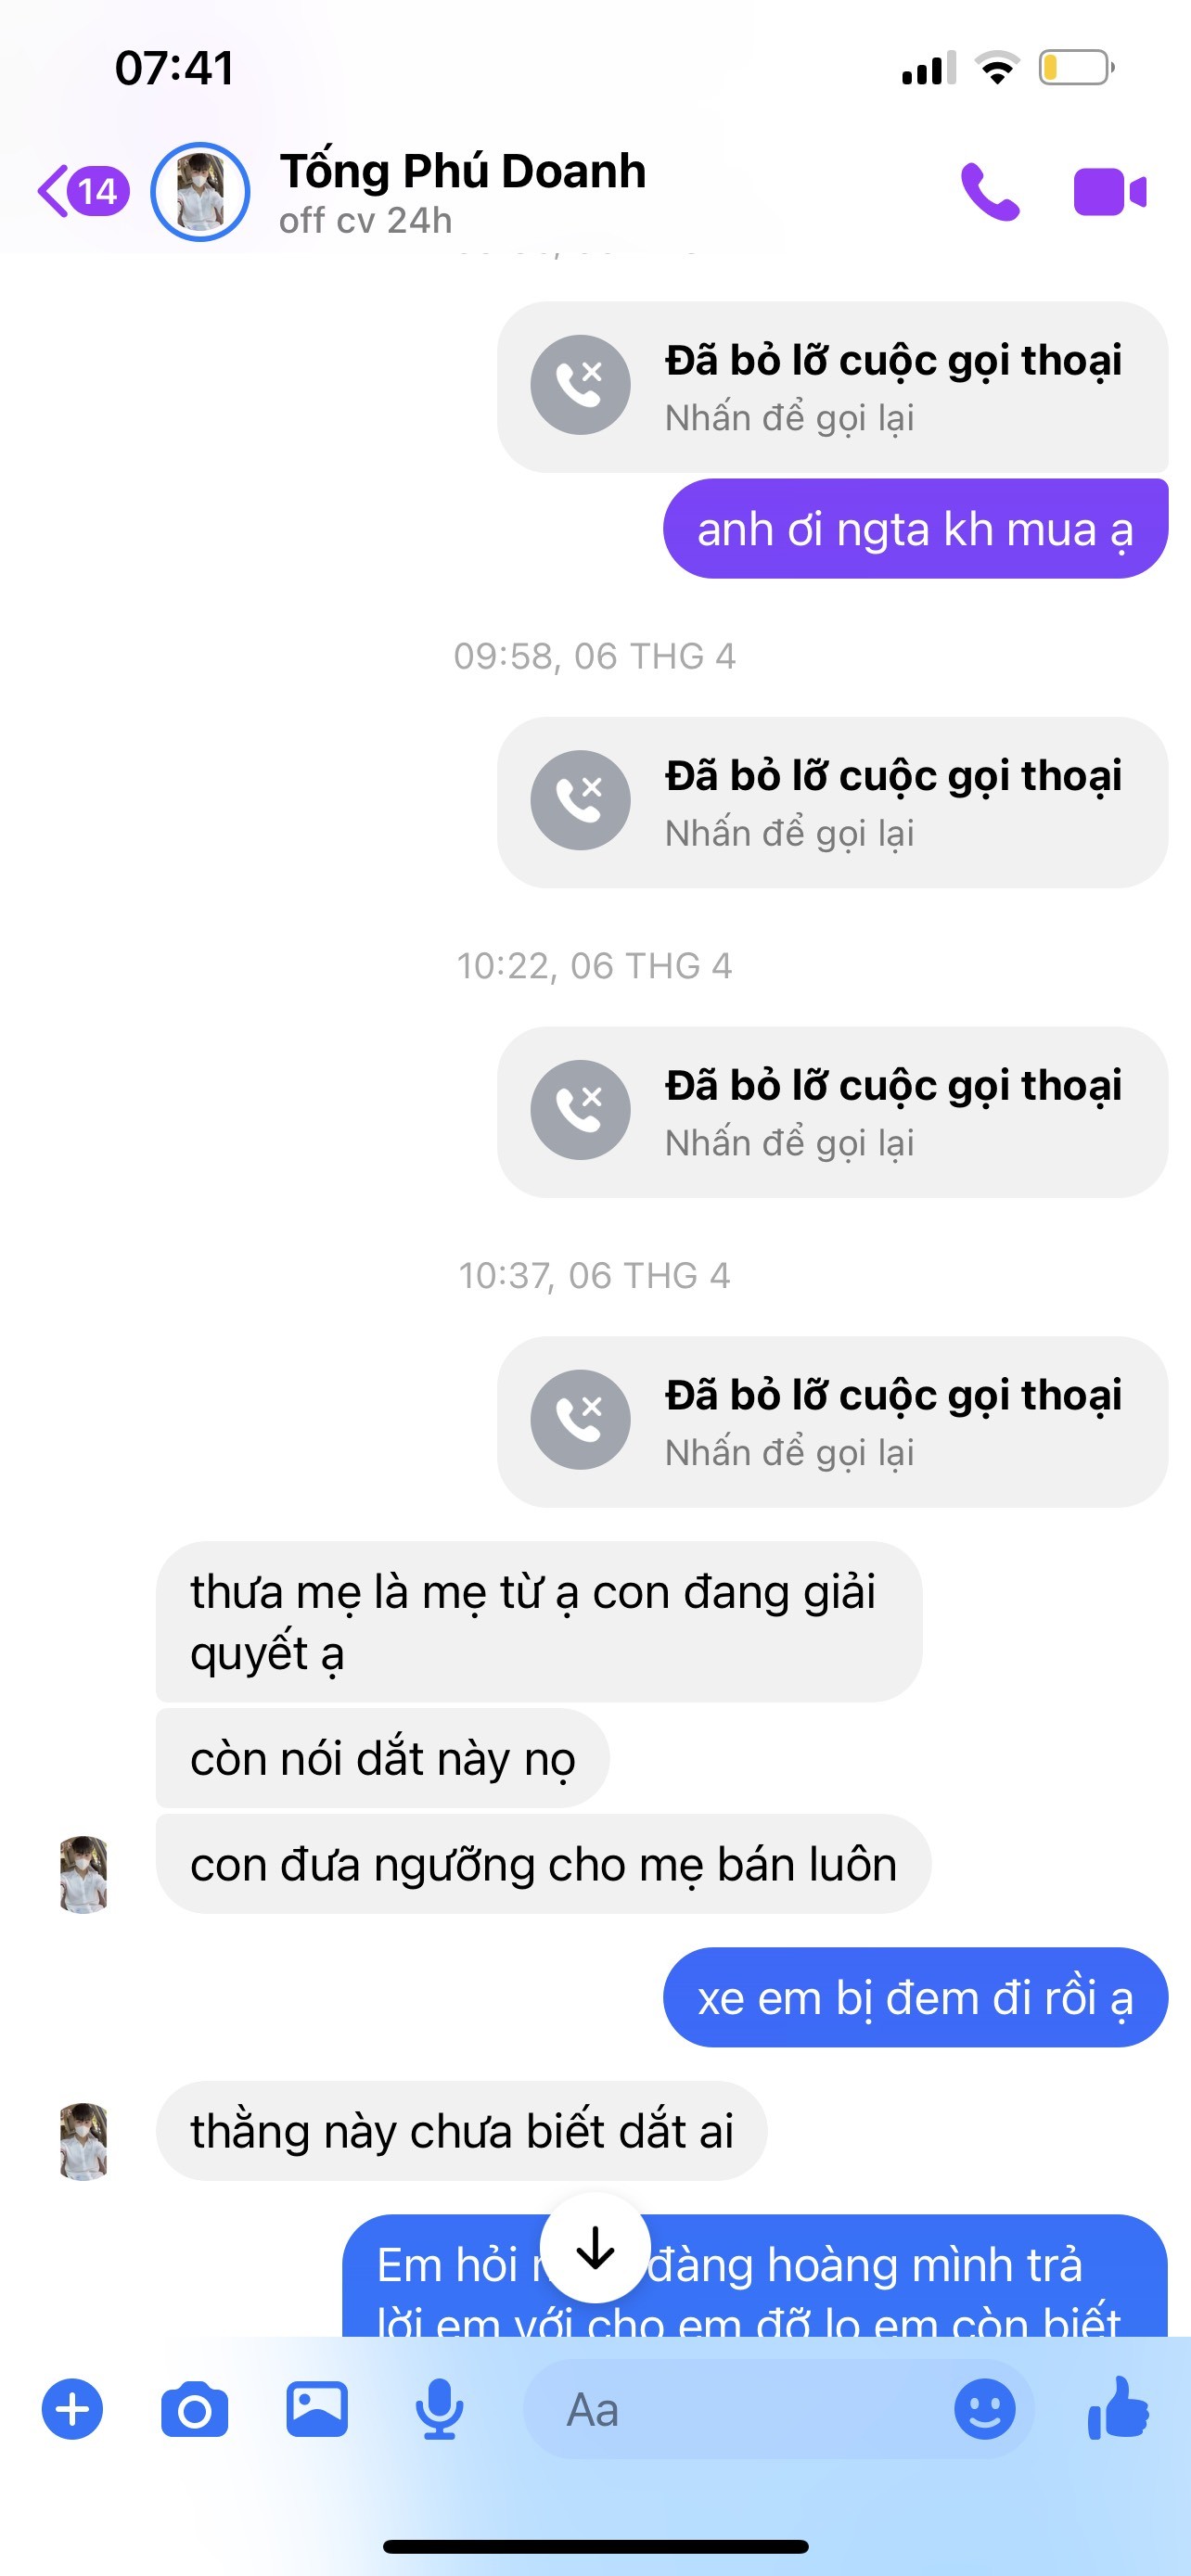 07:41
14
Tống Phú Doanh
off cv 24h
Đã bỏ lỡ cuộc gọi thoại
Nhấn để gọi lại
anh ơi ngta kh mua ạ
09:58, 06 THG 4
Đã bỏ lỡ cuộc gọi thoại
Nhấn để gọi lại
10:22, 06 THG 4
Đã bỏ lỡ cuộc gọi thoại
Nhấn để gọi lại
10:37, 06 THG 4
Đã bỏ lỡ cuộc gọi thoại
Nhấn để gọi lại
thưa mẹ là mẹ từ ạ con đang giải
quyết ạ
còn nói dắt này nọ
con đưa ngưỡng cho mẹ bán luôn
xe em bị đem đi rồi ạ
thằng này chưa biết dắt ai
Em hỏi đàng hoàng mình trả
lời em với cho em đỡ lo em còn biết
Aa